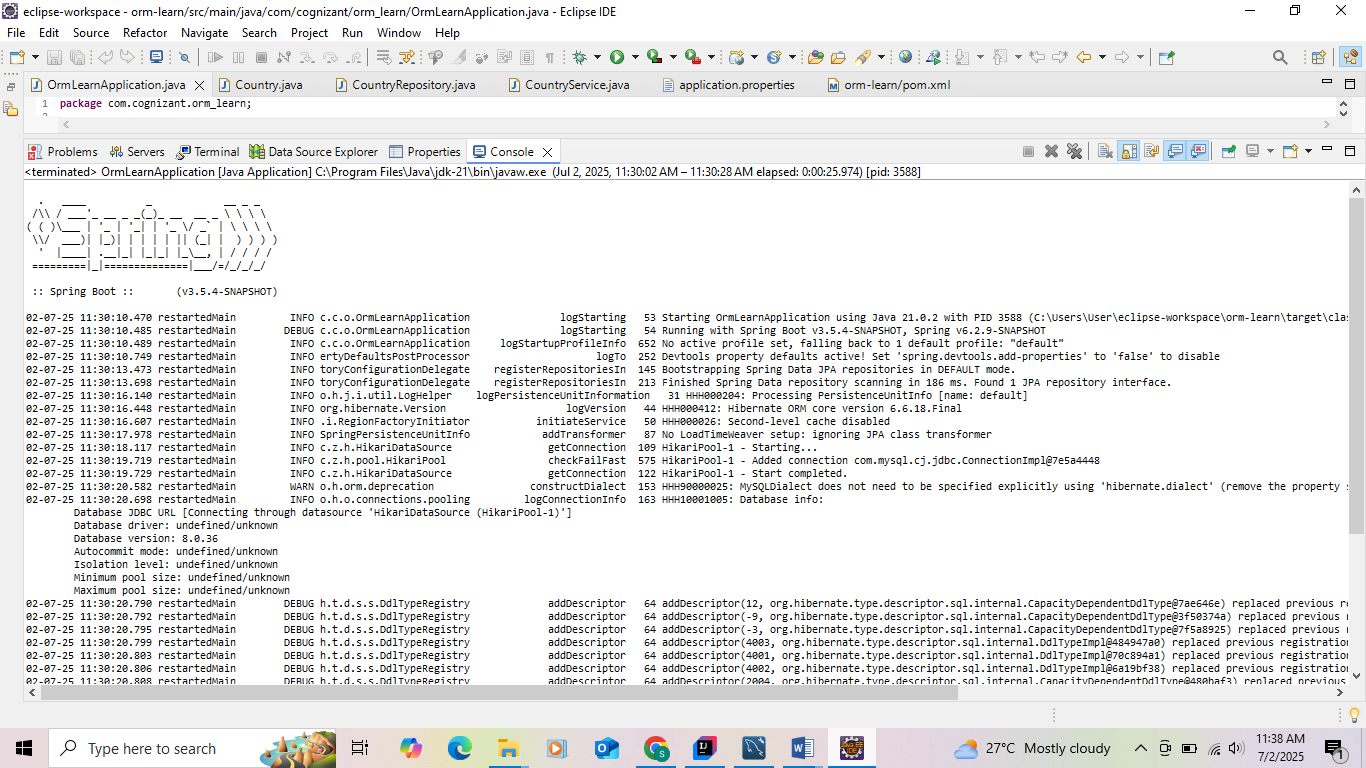 eclipse-workspace - orm-learn/src/main/java/com/cognizant/orm_learn/OrmLearnApplication.java - Eclipse IDE
File Edit Source Refactor Navigate Search Project Run Window Help
OrmLearnApplication.java Country.java CountryRepository.java CountryService.java application.properties orm-learn/pom.xml
1 package com.cognizant.orm_learn;
Problems Servers Terminal Data Source Explorer Properties Console
<terminated> OrmLearnApplication [Java Application] C:\Program Files\Java\jdk-21\bin\javaw.exe (Jul 2, 2025, 11:30:02 AM – 11:30:28 AM elapsed: 0:00:25.974) [pid: 3588]
Spring
:: Spring Boot :: (v3.5.4-SNAPSHOT)
02-07-25 11:30:10.470 restartedMain INFO c.c.o.OrmLearnApplication logStarting 53 Starting OrmLearnApplication using Java 21.0.2 with PID 3588 (C:\Users\User\eclipse-workspace\orm-learn\target\clas
02-07-25 11:30:10.485 restartedMain DEBUG c.c.o.OrmLearnApplication logStarting 54 Running with Spring Boot v3.5.4-SNAPSHOT, Spring v6.2.9-SNAPSHOT
02-07-25 11:30:10.489 restartedMain INFO c.c.o.OrmLearnApplication logStartupProfileInfo 652 No active profile set, falling back to 1 default profile: "default"
02-07-25 11:30:10.749 restartedMain INFO ertyDefaultsPostProcessor logTo 252 Devtools property defaults active! Set 'spring.devtools.add-properties' to 'false' to disable
02-07-25 11:30:13.473 restartedMain INFO toryConfigurationDelegate registerRepositoriesIn 145 Bootstrapping Spring Data JPA repositories in DEFAULT mode.
02-07-25 11:30:13.698 restartedMain INFO toryConfigurationDelegate registerRepositoriesIn 213 Finished Spring Data repository scanning in 186 ms. Found 1 JPA repository interface.
02-07-25 11:30:16.140 restartedMain INFO o.h.j.i.util.LogHelper logPersistenceUnitInformation 31 HHH000204: Processing PersistenceUnitInfo [name: default]
02-07-25 11:30:16.448 restartedMain INFO org.hibernate.Version logVersion 44 HHH000412: Hibernate ORM core version 6.6.18.Final
02-07-25 11:30:16.607 restartedMain INFO .i.RegionFactoryInitiator initiateService 50 HHH000026: Second-level cache disabled
02-07-25 11:30:17.978 restartedMain INFO SpringPersistenceUnitInfo addTransformer 87 No LoadTimeWeaver setup: ignoring JPA class transformer
02-07-25 11:30:18.117 restartedMain INFO c.z.h.HikariDataSource getConnection 109 HikariPool-1 - Starting...
02-07-25 11:30:19.719 restartedMain INFO c.z.h.pool.HikariPool checkFailFast 575 HikariPool-1 - Added connection com.mysql.cj.jdbc.ConnectionImpl@7e5a4448
02-07-25 11:30:19.729 restartedMain INFO c.z.h.HikariDataSource getConnection 122 HikariPool-1 - Start completed.
02-07-25 11:30:20.582 restartedMain WARN o.h.orm.deprecation constructDialect 153 HHH90000025: MySQLDialect does not need to be specified explicitly using 'hibernate.dialect' (remove the property s
02-07-25 11:30:20.698 restartedMain INFO o.h.o.connections.pooling logConnectionInfo 163 HHH10001005: Database info:
Database JDBC URL [Connecting through datasource 'HikariDataSource (HikariPool-1)']
Database driver: undefined/unknown
Database version: 8.0.36
Autocommit mode: undefined/unknown
Isolation level: undefined/unknown
Minimum pool size: undefined/unknown
Maximum pool size: undefined/unknown
02-07-25 11:30:20.790 restartedMain DEBUG h.t.d.s.s.DdlTypeRegistry addDescriptor 64 addDescriptor(12, org.hibernate.type.descriptor.sql.internal.CapacityDependentDdlType@7ae646e) replaced previous re
02-07-25 11:30:20.792 restartedMain DEBUG h.t.d.s.s.DdlTypeRegistry addDescriptor 64 addDescriptor(-9, org.hibernate.type.descriptor.sql.internal.CapacityDependentDdlType@3f50374a) replaced previous r
02-07-25 11:30:20.795 restartedMain DEBUG h.t.d.s.s.DdlTypeRegistry addDescriptor 64 addDescriptor(-3, org.hibernate.type.descriptor.sql.internal.CapacityDependentDdlType@7f5a8925) replaced previous r
02-07-25 11:30:20.799 restartedMain DEBUG h.t.d.s.s.DdlTypeRegistry addDescriptor 64 addDescriptor(4003, org.hibernate.type.descriptor.sql.internal.DdlTypeImpl@484947a0) replaced previous registration
02-07-25 11:30:20.803 restartedMain DEBUG h.t.d.s.s.DdlTypeRegistry addDescriptor 64 addDescriptor(4001, org.hibernate.type.descriptor.sql.internal.DdlTypeImpl@70c894a1) replaced previous registration
02-07-25 11:30:20.806 restartedMain DEBUG h.t.d.s.s.DdlTypeRegistry addDescriptor 64 addDescriptor(4002, org.hibernate.type.descriptor.sql.internal.DdlTypeImpl@6a19bf38) replaced previous registration
02-07-25 11:30:20.808 restartedMain DEBUG h.t.d.s.s.DdlTypeRegistry addDescriptor 64 addDescriptor(2004, org.hibernate.type.descriptor.sql.internal.CapacityDependentDdlType@480baf3) replaced previous
Type here to search
27°C Mostly cloudy
11:38 AM
7/2/2025
1